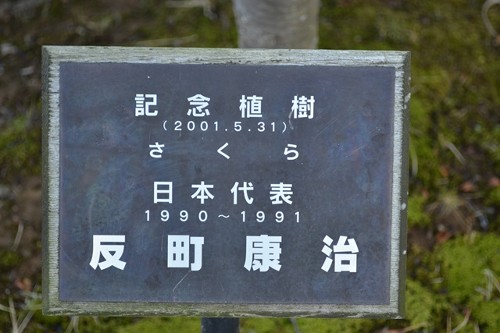 記念植樹
(2001.5.31)
さくら
日本代表
1990〜1991
反町康治